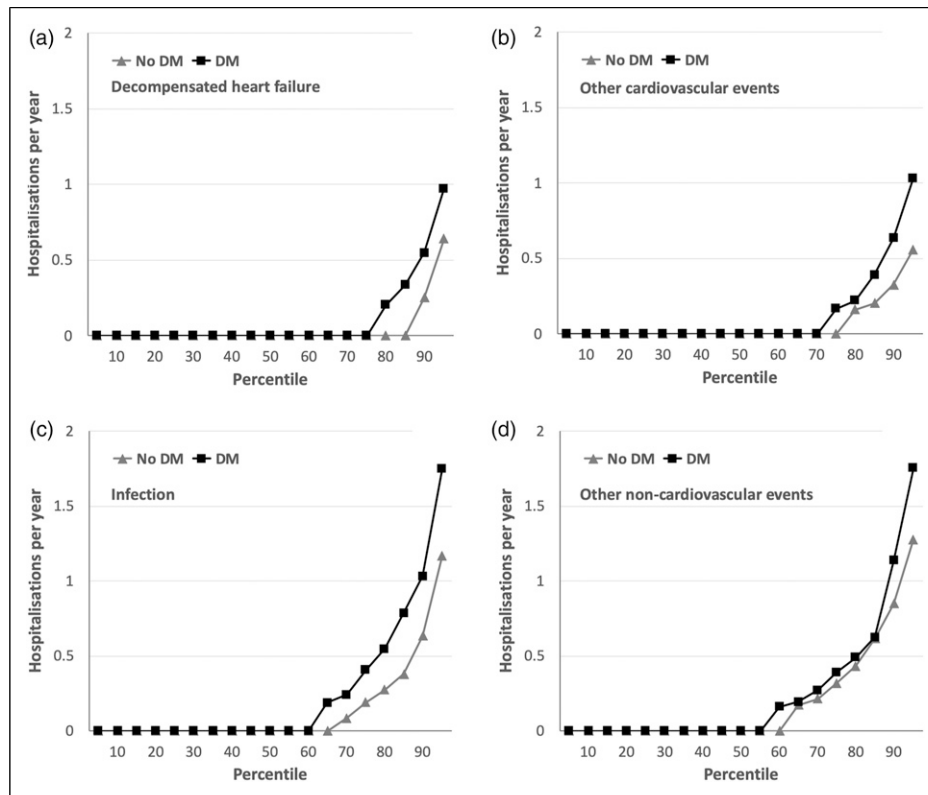 (a)
2
No DM DM
Decompensated heart failure
1.5
1
0.5
0
Hospitalisations per year
10 20 30 40 50 60 70 80 90
Percentile
(b)
2
No DM DM
Other cardiovascular events
1.5
1
0.5
0
Hospitalisations per year
10 20 30 40 50 60 70 80 90
Percentile
(c)
2
No DM DM
Infection
1.5
1
0.5
0
Hospitalisations per year
10 20 30 40 50 60 70 80 90
Percentile
(d)
2
No DM DM
Other non-cardiovascular events
1.5
1
0.5
0
Hospitalisations per year
10 20 30 40 50 60 70 80 90
Percentile